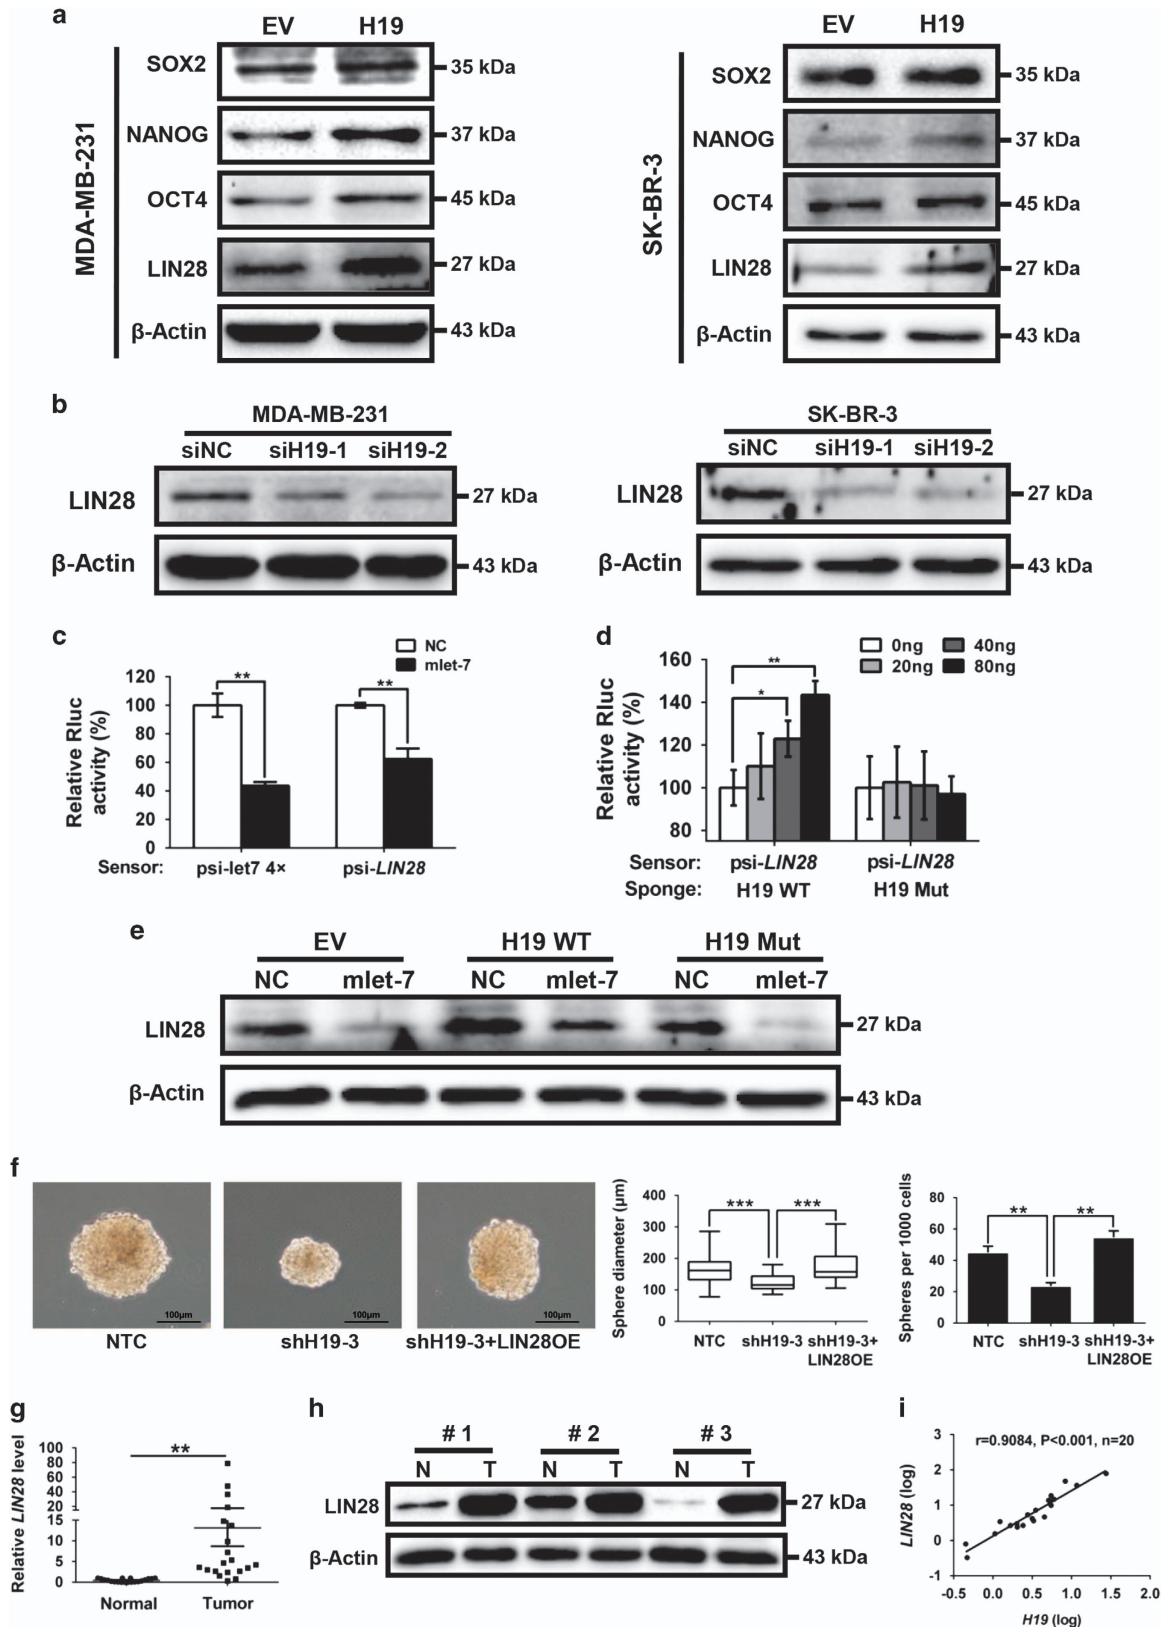 a
EV H19
MDA-MB-231
SOX2 35 kDa
NANOG 37 kDa
OCT4 45 kDa
LIN28 27 kDa
β-Actin 43 kDa
EV H19
SK-BR-3
SOX2 35 kDa
NANOG 37 kDa
OCT4 45 kDa
LIN28 27 kDa
β-Actin 43 kDa
b
MDA-MB-231
siNC siH19-1 siH19-2
LIN28 27 kDa
β-Actin 43 kDa
SK-BR-3
siNC siH19-1 siH19-2
LIN28 27 kDa
β-Actin 43 kDa
c
NC
mlet-7
Relative Rluc
activity (%)
120
100
80
60
40
20
0
** **
Sensor: psi-let7 4× psi-LIN28
d
0ng 40ng
20ng 80ng
Relative Rluc
activity (%)
160
140
120
100
80
**
*
Sensor: psi-LIN28 psi-LIN28
Sponge: H19 WT H19 Mut
e
EV H19 WT H19 Mut
NC mlet-7 NC mlet-7 NC mlet-7
LIN28 27 kDa
β-Actin 43 kDa
f
100µm 100µm 100µm
NTC shH19-3 shH19-3+LIN28OE
Sphere diameter (µm)
400
300
200
100
0
*** ***
NTC shH19-3 shH19-3+
LIN28OE
Spheres per 1000 cells
80
60
40
20
0
** **
NTC shH19-3 shH19-3+
LIN28OE
g
Relative LIN28 level
100
80
60
40
20
15
10
5
0
**
Normal Tumor
h
# 1 # 2 # 3
N T N T N T
LIN28 27 kDa
β-Actin 43 kDa
i
r=0.9084, P<0.001, n=20
LIN28 (log)
3
2
1
0
-1
-0.5 0.0 0.5 1.0 1.5 2.0
H19 (log)